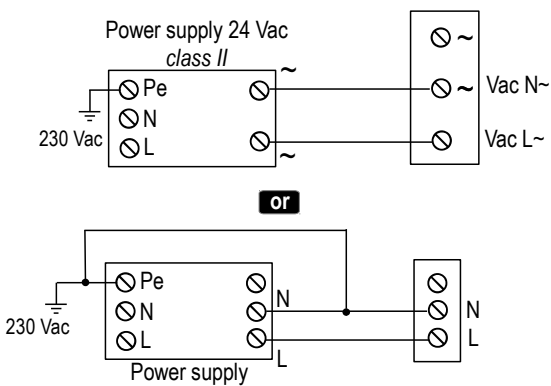 Power supply 24 Vac
class II
~
~
Pe
Vac N~
N
230 Vac
L
Vac L~
~
or
Pe
N
N
N
230 Vac
L
L
L
Power supply